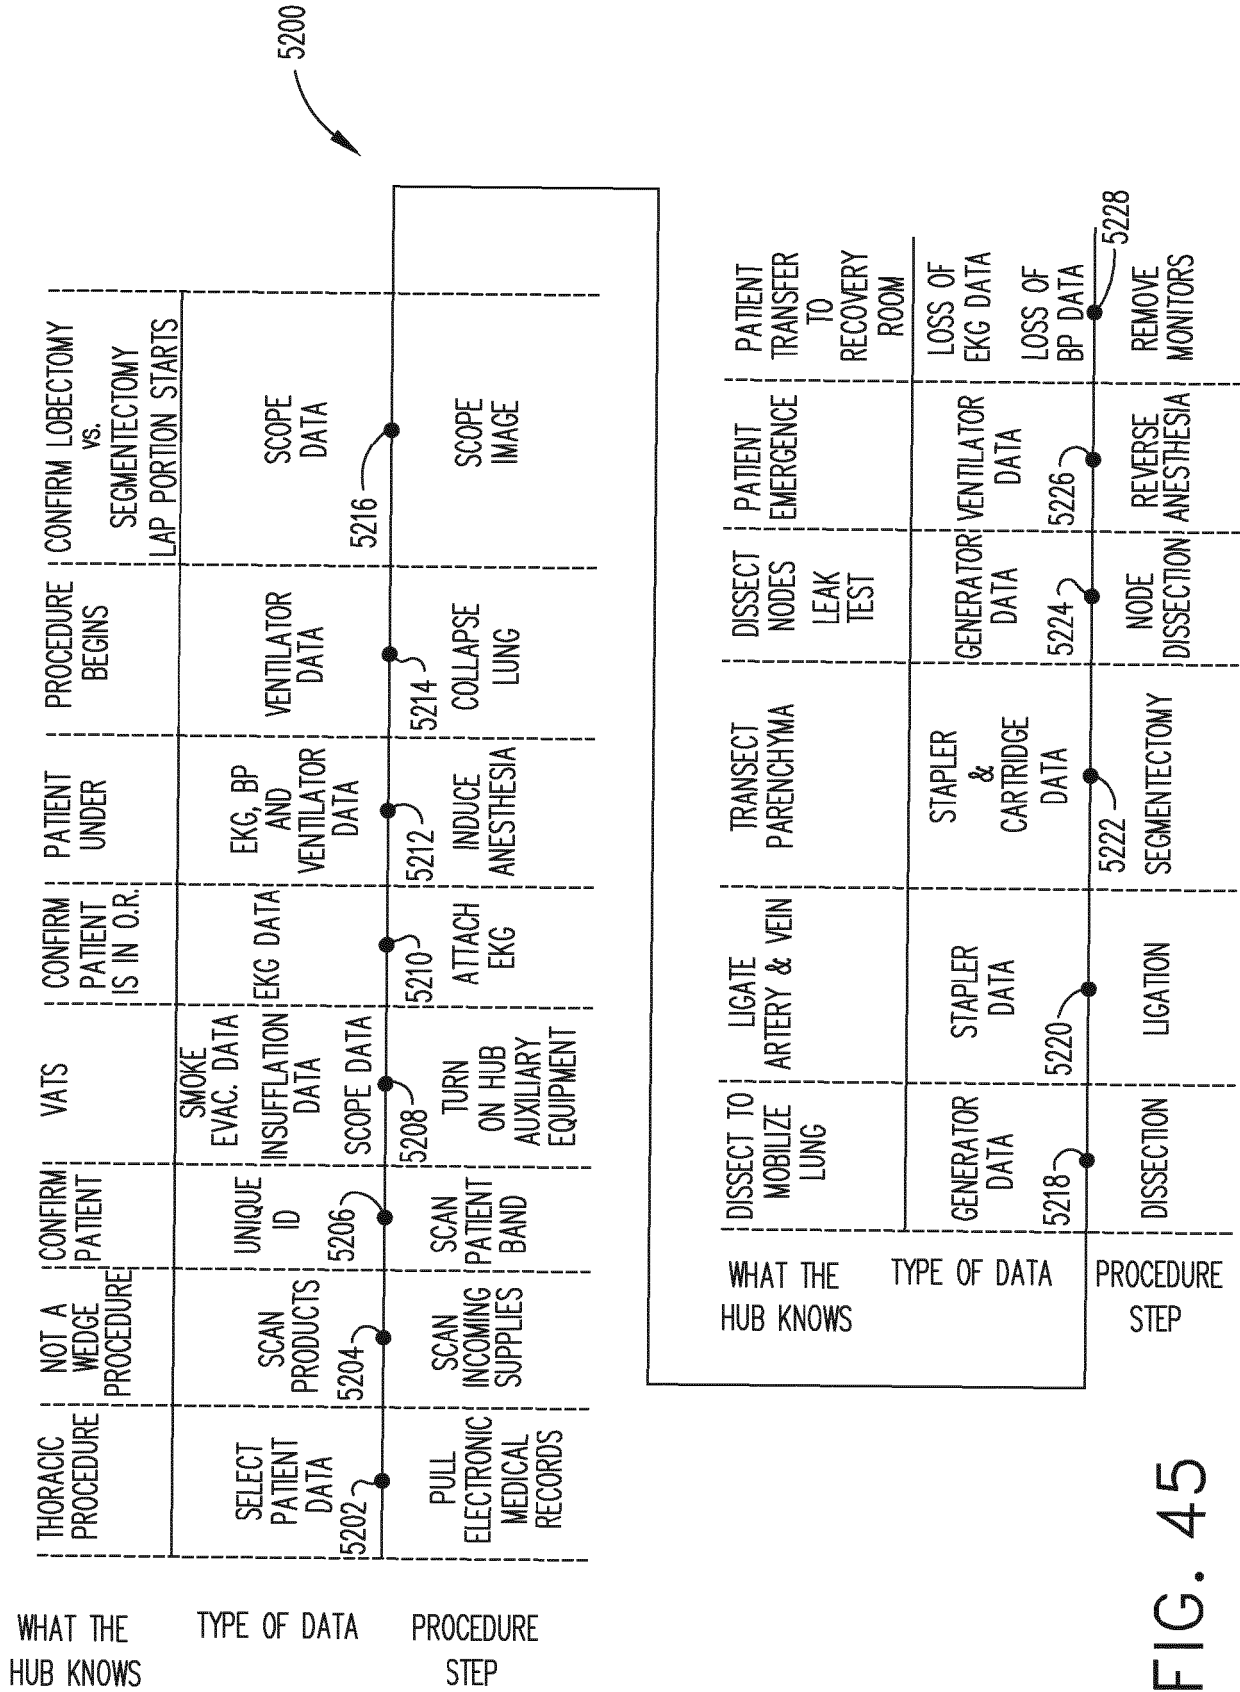 5200
WHAT THE
HUB KNOWS
THORACIC
PROCEDURE
NOT A
WEDGE
PROCEDURE
CONFIRM
PATIENT
VATS
CONFIRM
PATIENT
IS IN O.R.
PATIENT
UNDER
PROCEDURE
BEGINS
CONFIRM LOBECTOMY
vs.
SEGMENTECTOMY
LAP PORTION STARTS
TYPE OF DATA
SELECT
PATIENT
DATA
5202
SCAN
PRODUCTS
5204
UNIQUE
ID
5206
SMOKE
EVAC. DATA
INSUFFLATION
DATA
SCOPE DATA
5208
EKG DATA
5210
EKG, BP
AND
VENTILATOR
DATA
5212
VENTILATOR
DATA
5214
SCOPE
DATA
5216
PROCEDURE
STEP
PULL
ELECTRONIC
MEDICAL
RECORDS
SCAN
INCOMING
SUPPLIES
SCAN
PATIENT
BAND
TURN
ON HUB
AUXILIARY
EQUIPMENT
ATTACH
EKG
INDUCE
ANESTHESIA
COLLAPSE
LUNG
SCOPE
IMAGE
WHAT THE
HUB KNOWS
DISSECT TO
MOBILIZE
LUNG
LIGATE
ARTERY & VEIN
TRANSECT
PARENCHYMA
DISSECT
NODES
LEAK
TEST
PATIENT
EMERGENCE
PATIENT
TRANSFER
TO
RECOVERY
ROOM
TYPE OF DATA
GENERATOR
DATA
5218
STAPLER
DATA
5220
STAPLER
&
CARTRIDGE
DATA
5222
GENERATOR
DATA
5224
VENTILATOR
DATA
5226
LOSS OF
EKG DATA
LOSS OF
BP DATA
5228
PROCEDURE
STEP
DISSECTION
LIGATION
SEGMENTECTOMY
NODE
DISSECTION
REVERSE
ANESTHESIA
REMOVE
MONITORS
FIG. 45